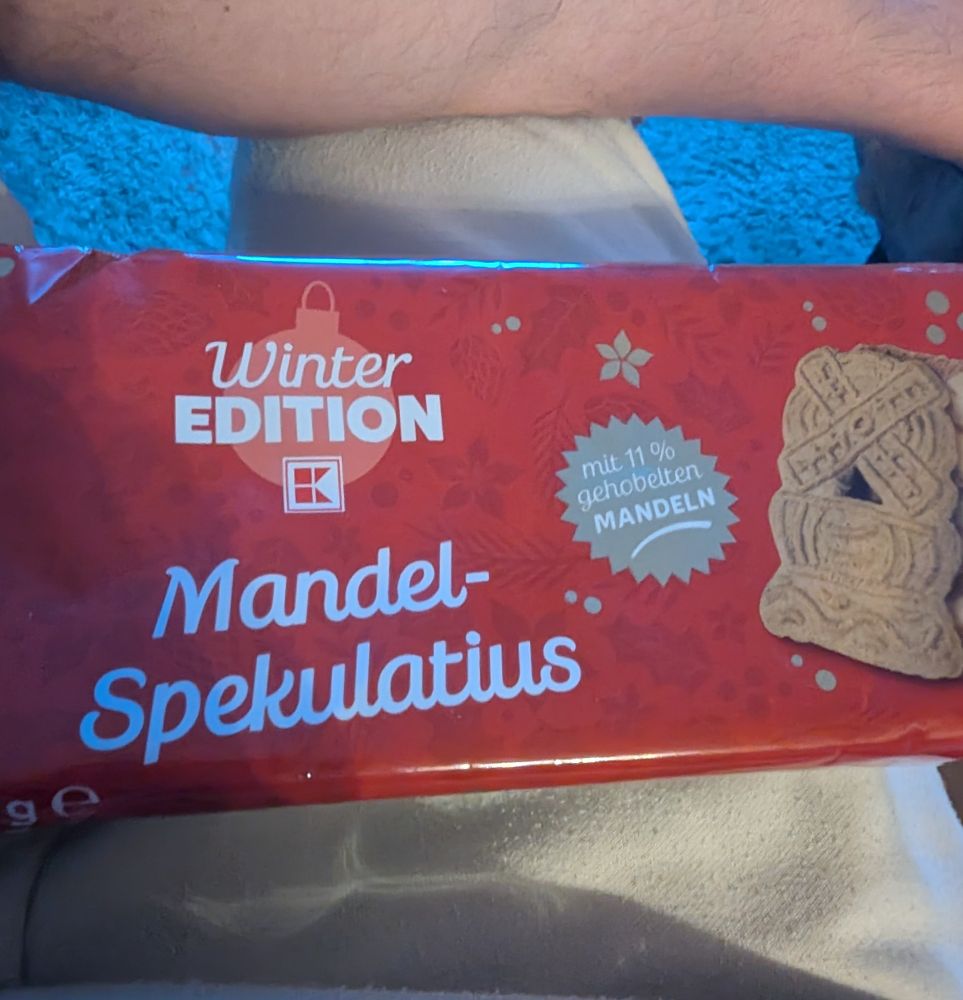 Winter
EDITION
K
mit 11 %
gehobelten
MANDELN
Mandel-
Spekulatius
g e